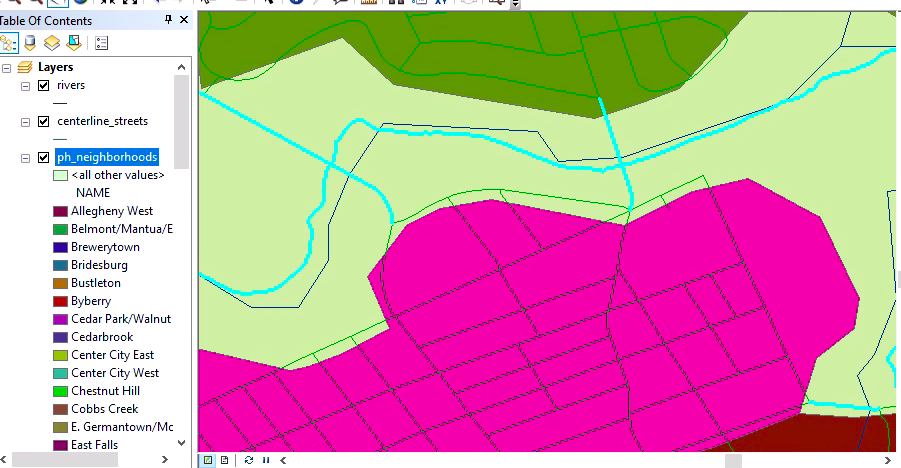 Table Of Contents
Layers
rivers
centerline_streets
ph_neighborhoods
<all other values>
NAME
Allegheny West
Belmont/Mantua/E
Brewerytown
Bridesburg
Bustleton
Byberry
Cedar Park/Walnut
Cedarbrook
Center City East
Center City West
Chestnut Hill
Cobbs Creek
E. Germantown/Mc
East Falls